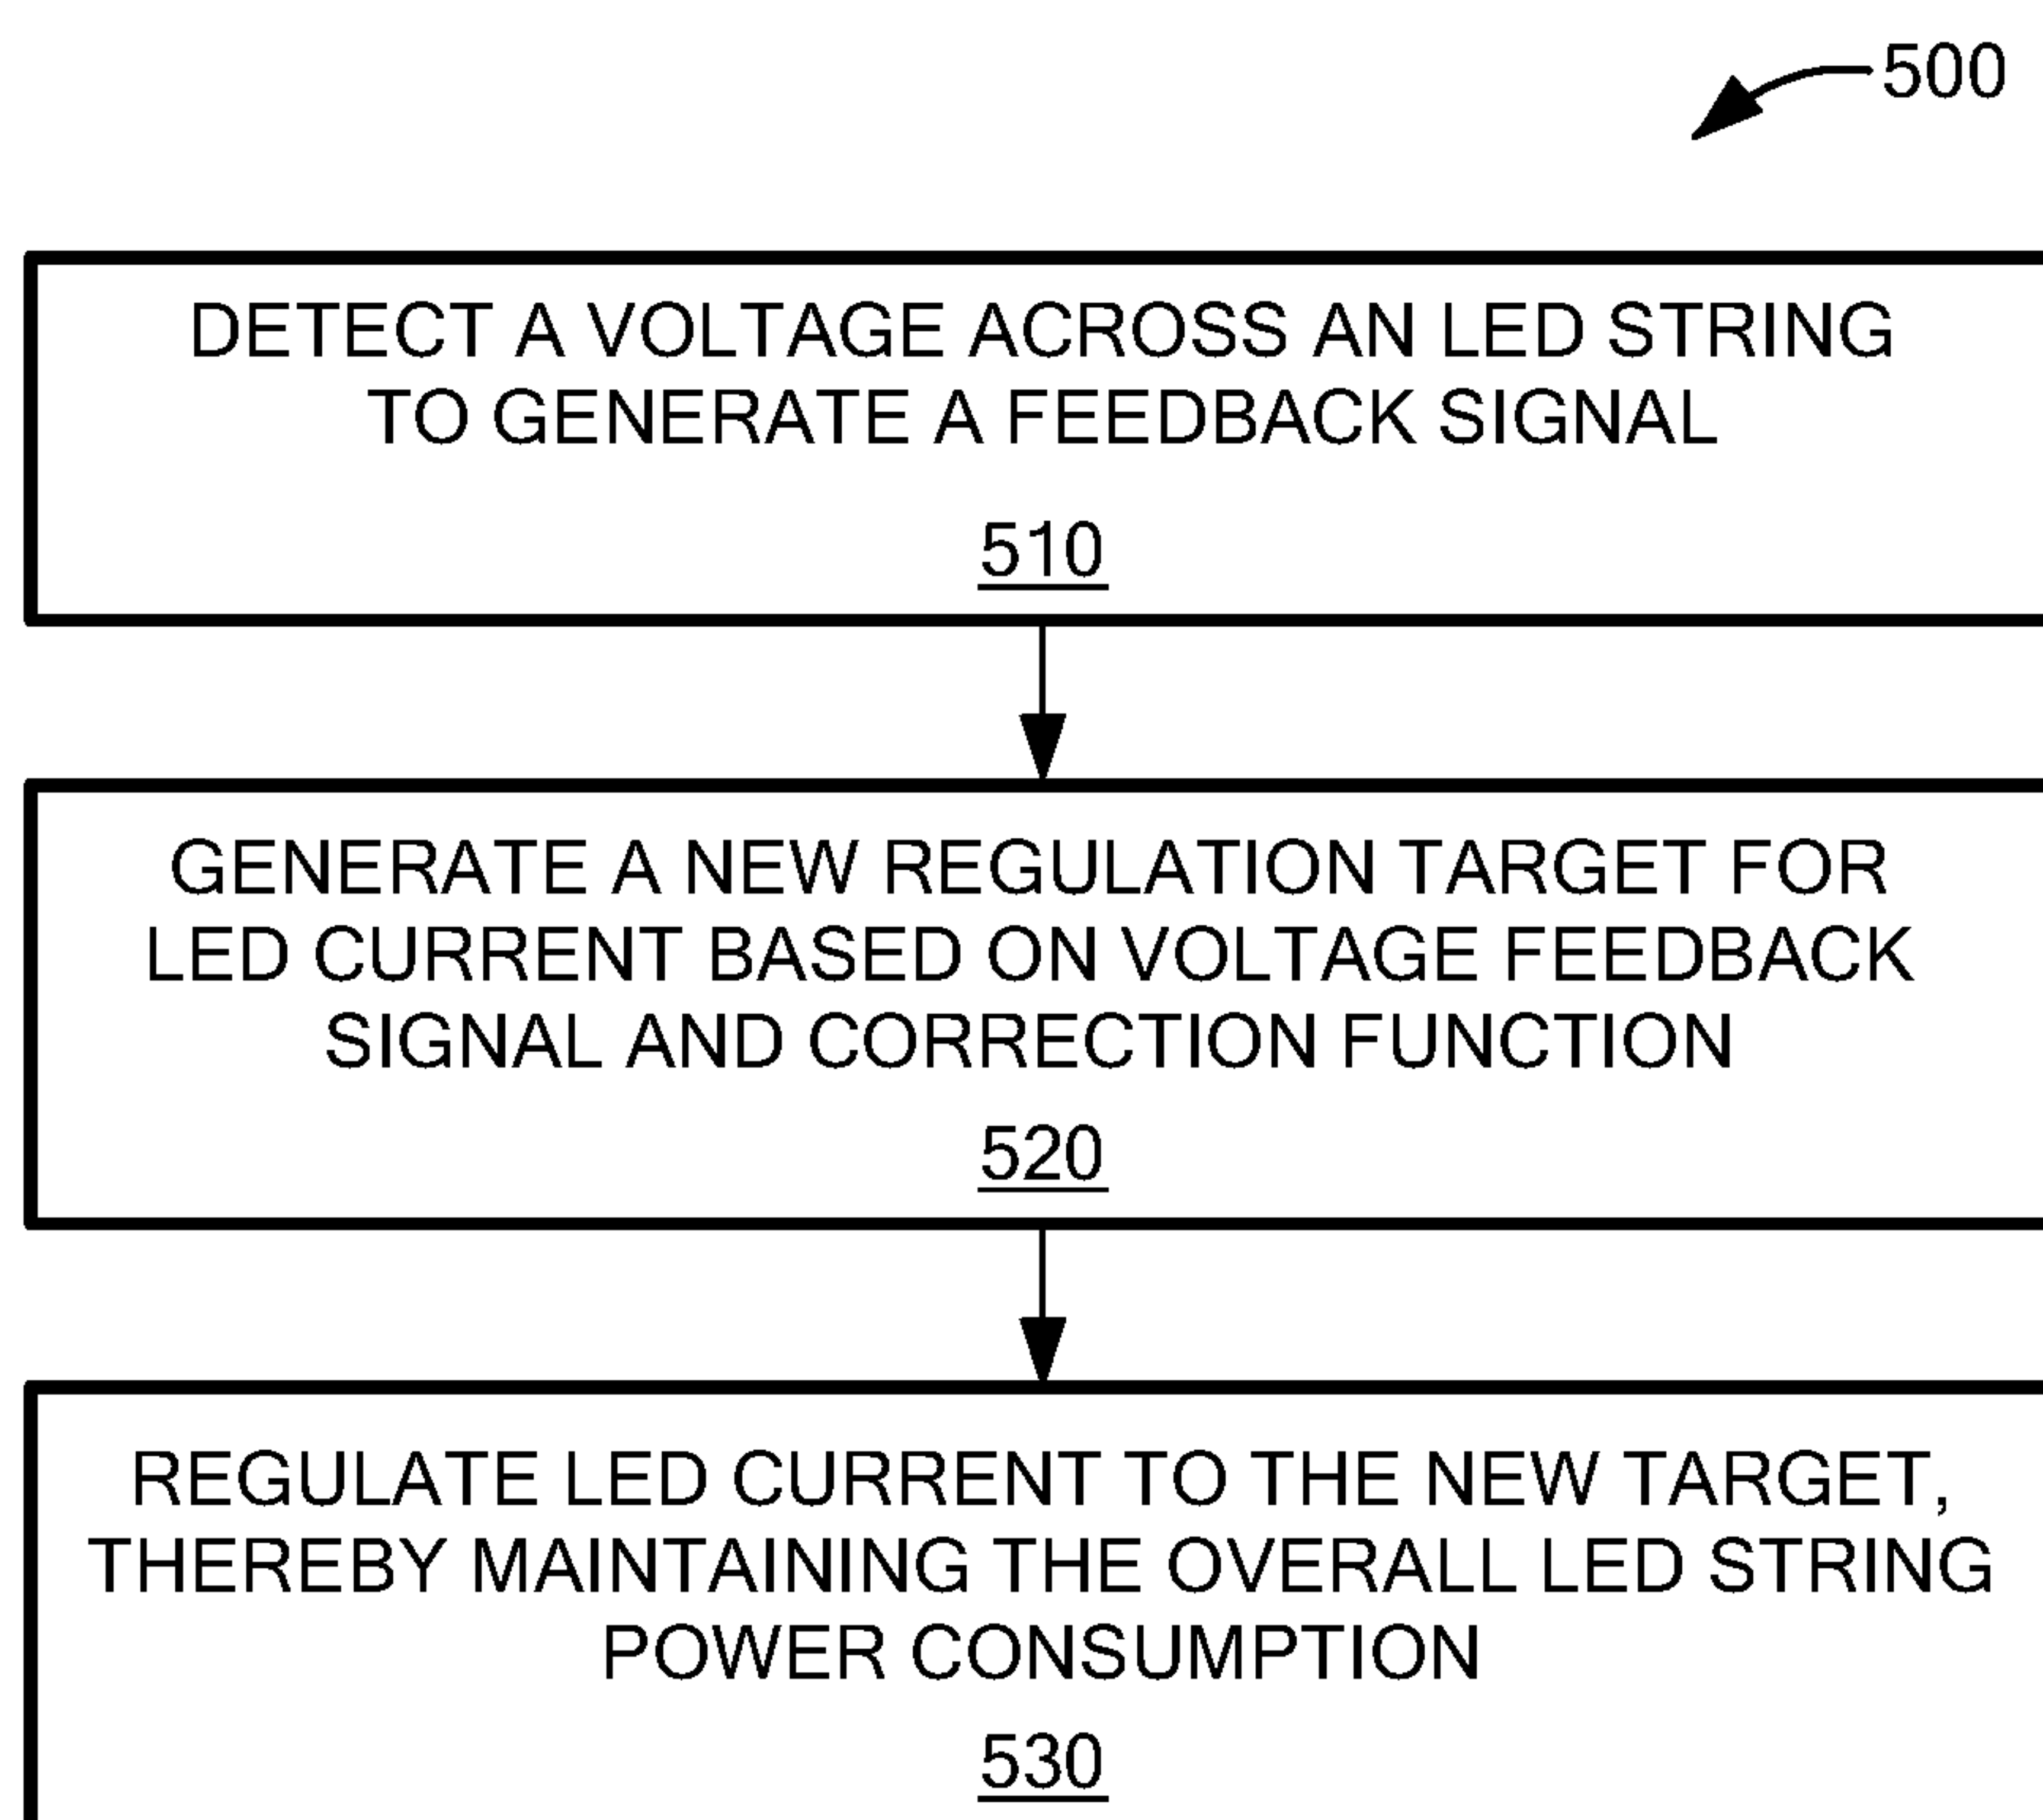 500
DETECT A VOLTAGE ACROSS AN LED STRING
TO GENERATE A FEEDBACK SIGNAL
510
GENERATE A NEW REGULATION TARGET FOR
LED CURRENT BASED ON VOLTAGE FEEDBACK
SIGNAL AND CORRECTION FUNCTION
520
REGULATE LED CURRENT TO THE NEW TARGET,
THEREBY MAINTAINING THE OVERALL LED STRING
POWER CONSUMPTION
530